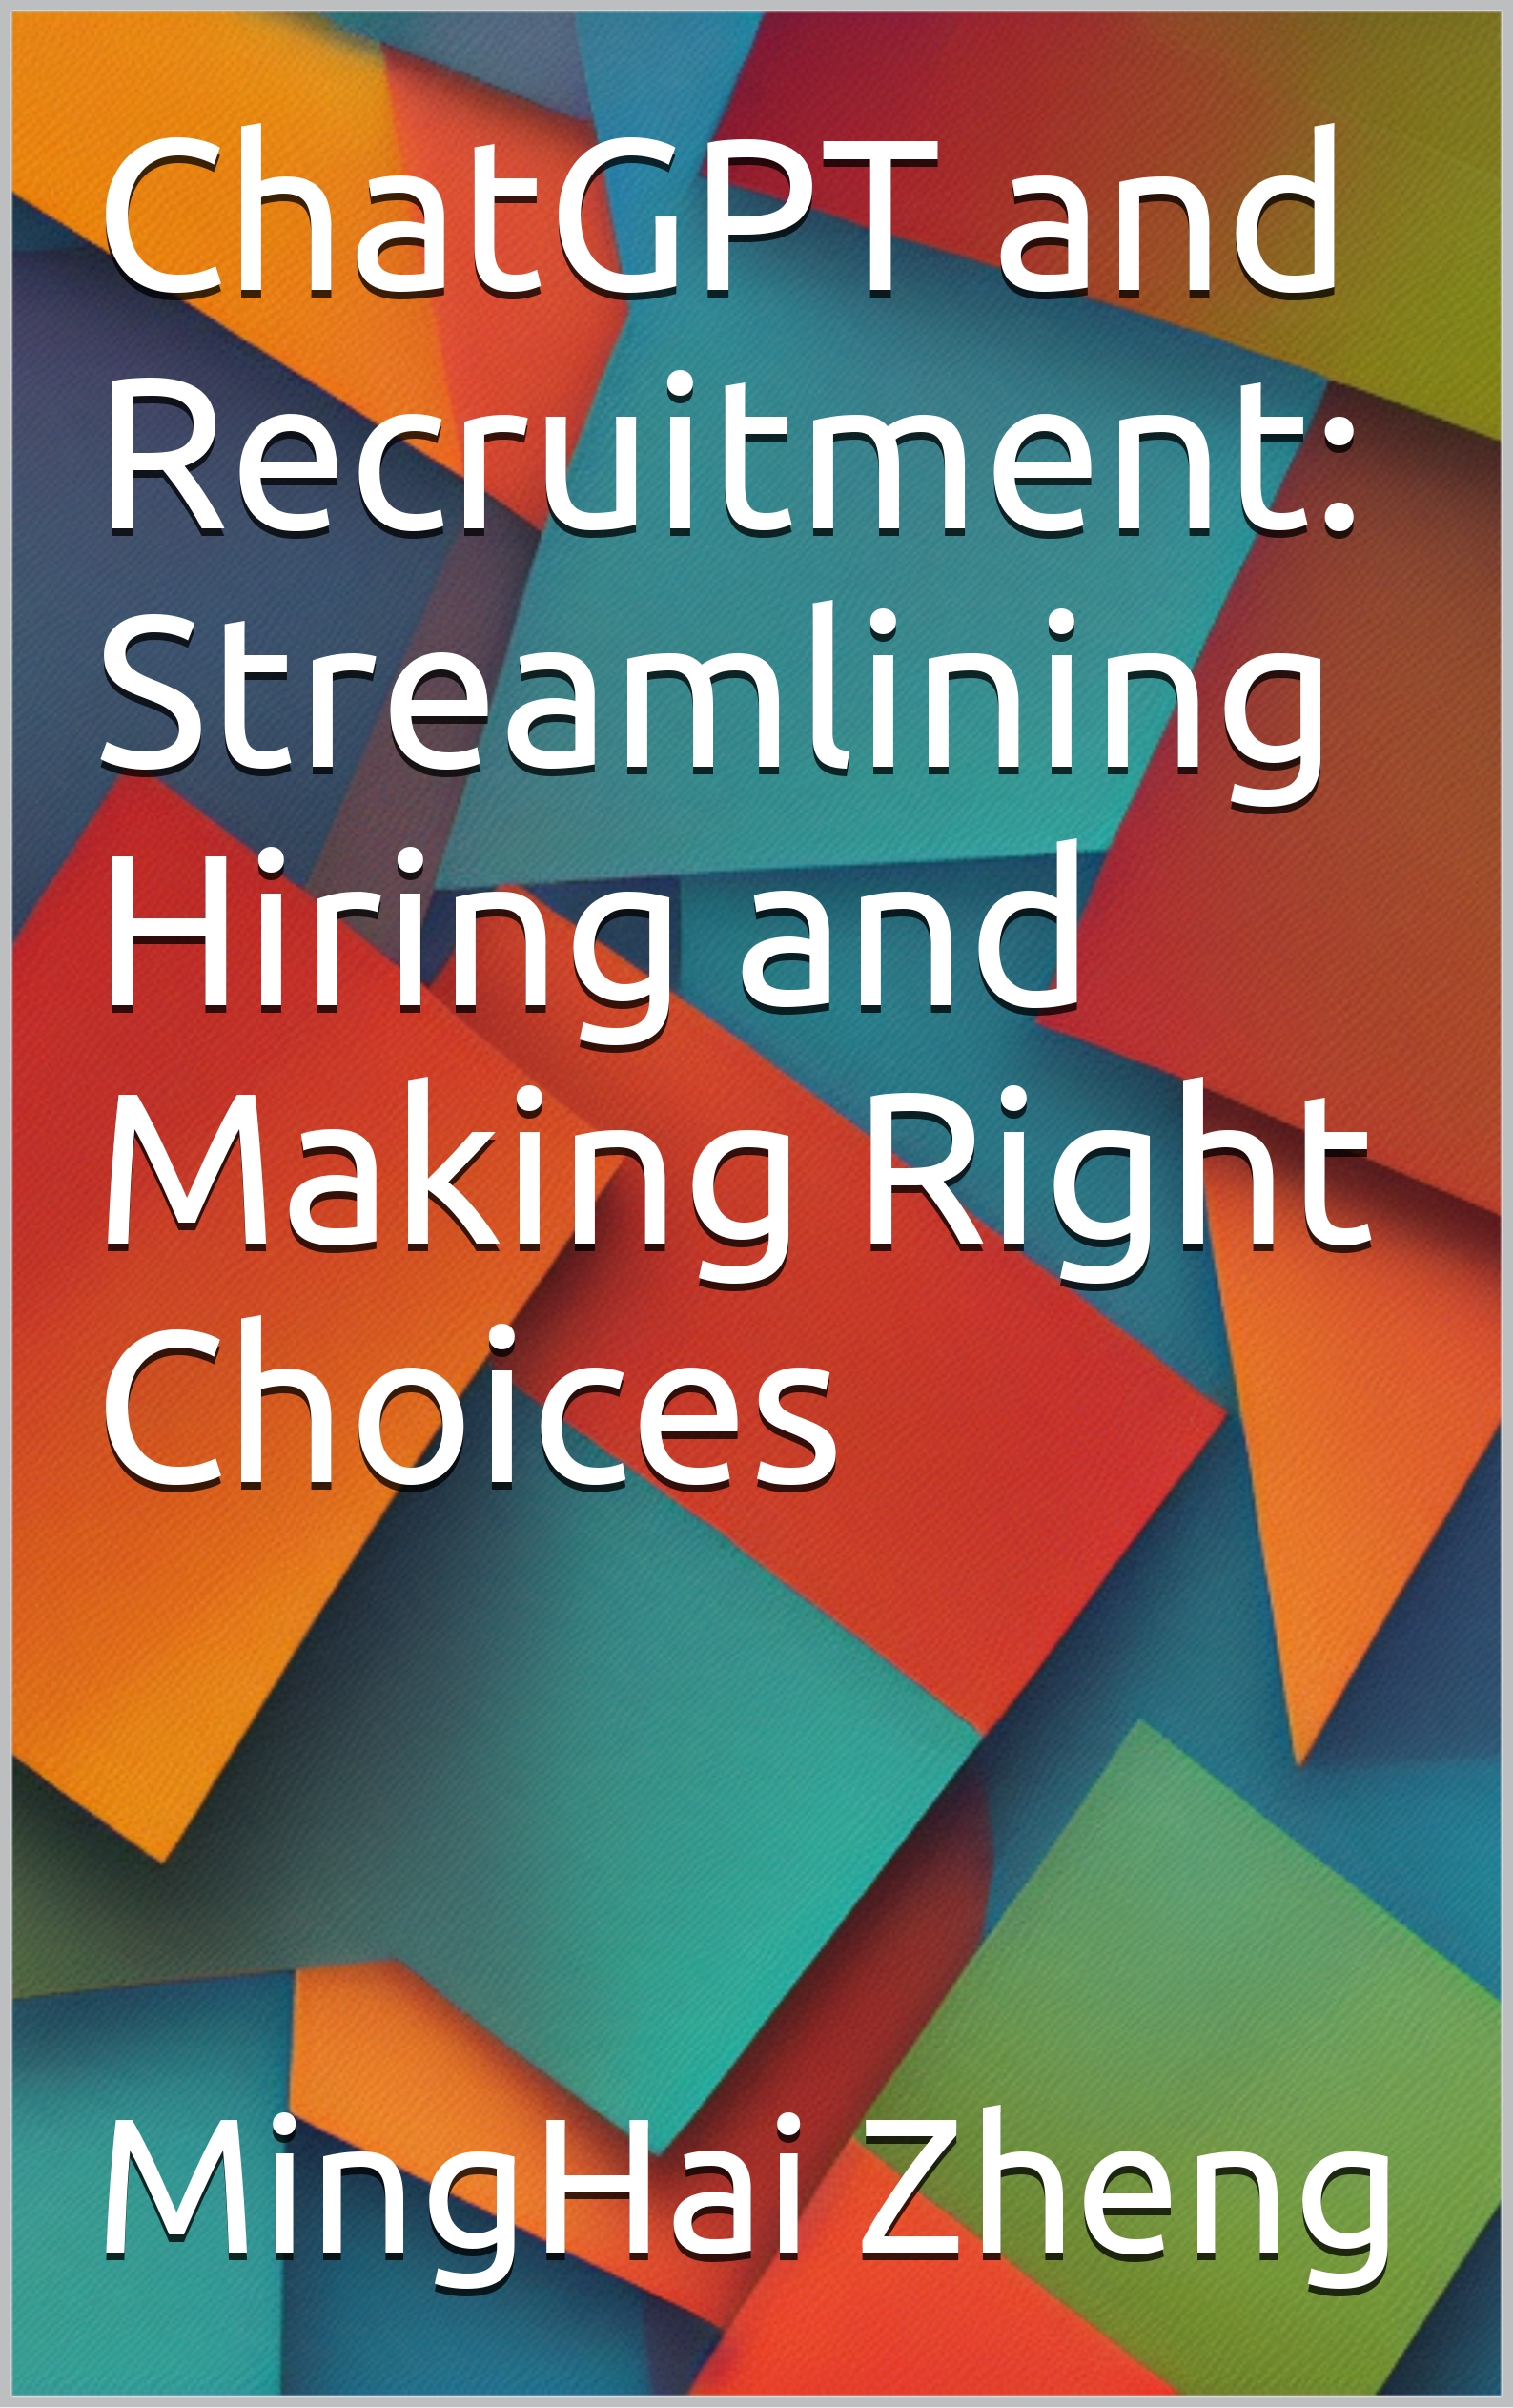 ChatGPT and
Recruitment:
Streamlining
Hiring and
Making Right
Choices
MingHai Zheng